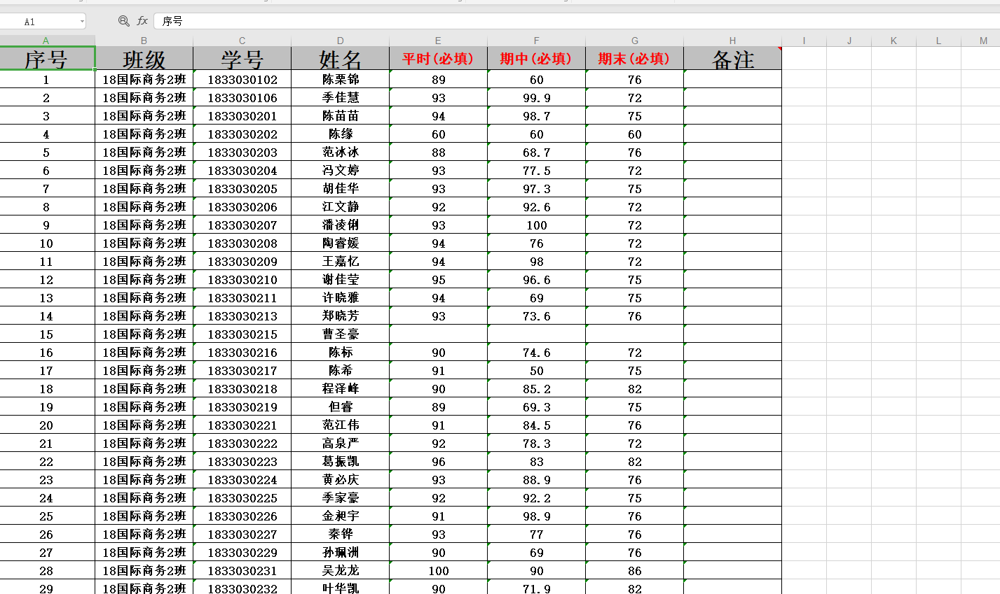 A1 fx 序号
A B C D E F G H I J K L M
序号 班级 学号 姓名 平时(必填) 期中(必填) 期末(必填) 备注
1 18国际商务2班 1833030102 陈栗锦 89 60 76
2 18国际商务2班 1833030106 季佳慧 93 99.9 72
3 18国际商务2班 1833030201 陈苗苗 94 98.7 75
4 18国际商务2班 1833030202 陈缘 60 60 60
5 18国际商务2班 1833030203 范冰冰 88 68.7 76
6 18国际商务2班 1833030204 冯文婷 93 77.5 72
7 18国际商务2班 1833030205 胡佳华 93 97.3 75
8 18国际商务2班 1833030206 江文静 92 92.6 72
9 18国际商务2班 1833030207 潘凌俐 93 100 72
10 18国际商务2班 1833030208 陶睿媛 94 76 72
11 18国际商务2班 1833030209 王嘉忆 94 98 72
12 18国际商务2班 1833030210 谢佳莹 95 96.6 75
13 18国际商务2班 1833030211 许晓雅 94 69 75
14 18国际商务2班 1833030213 郑晓芳 93 73.6 76
15 18国际商务2班 1833030215 曹圣豪
16 18国际商务2班 1833030216 陈标 90 74.6 72
17 18国际商务2班 1833030217 陈希 91 50 75
18 18国际商务2班 1833030218 程泽峰 90 85.2 82
19 18国际商务2班 1833030219 但睿 89 69.3 75
20 18国际商务2班 1833030221 范江伟 91 84.5 76
21 18国际商务2班 1833030222 高泉严 92 78.3 72
22 18国际商务2班 1833030223 葛振凯 96 83 82
23 18国际商务2班 1833030224 黄必庆 93 88.9 76
24 18国际商务2班 1833030225 季家豪 92 92.2 75
25 18国际商务2班 1833030226 金昶宇 91 98.9 76
26 18国际商务2班 1833030227 秦铧 93 77 76
27 18国际商务2班 1833030229 孙珮洲 90 69 76
28 18国际商务2班 1833030231 吴龙龙 100 90 86
29 18国际商务2班 1833030232 叶华凯 90 71.9 82